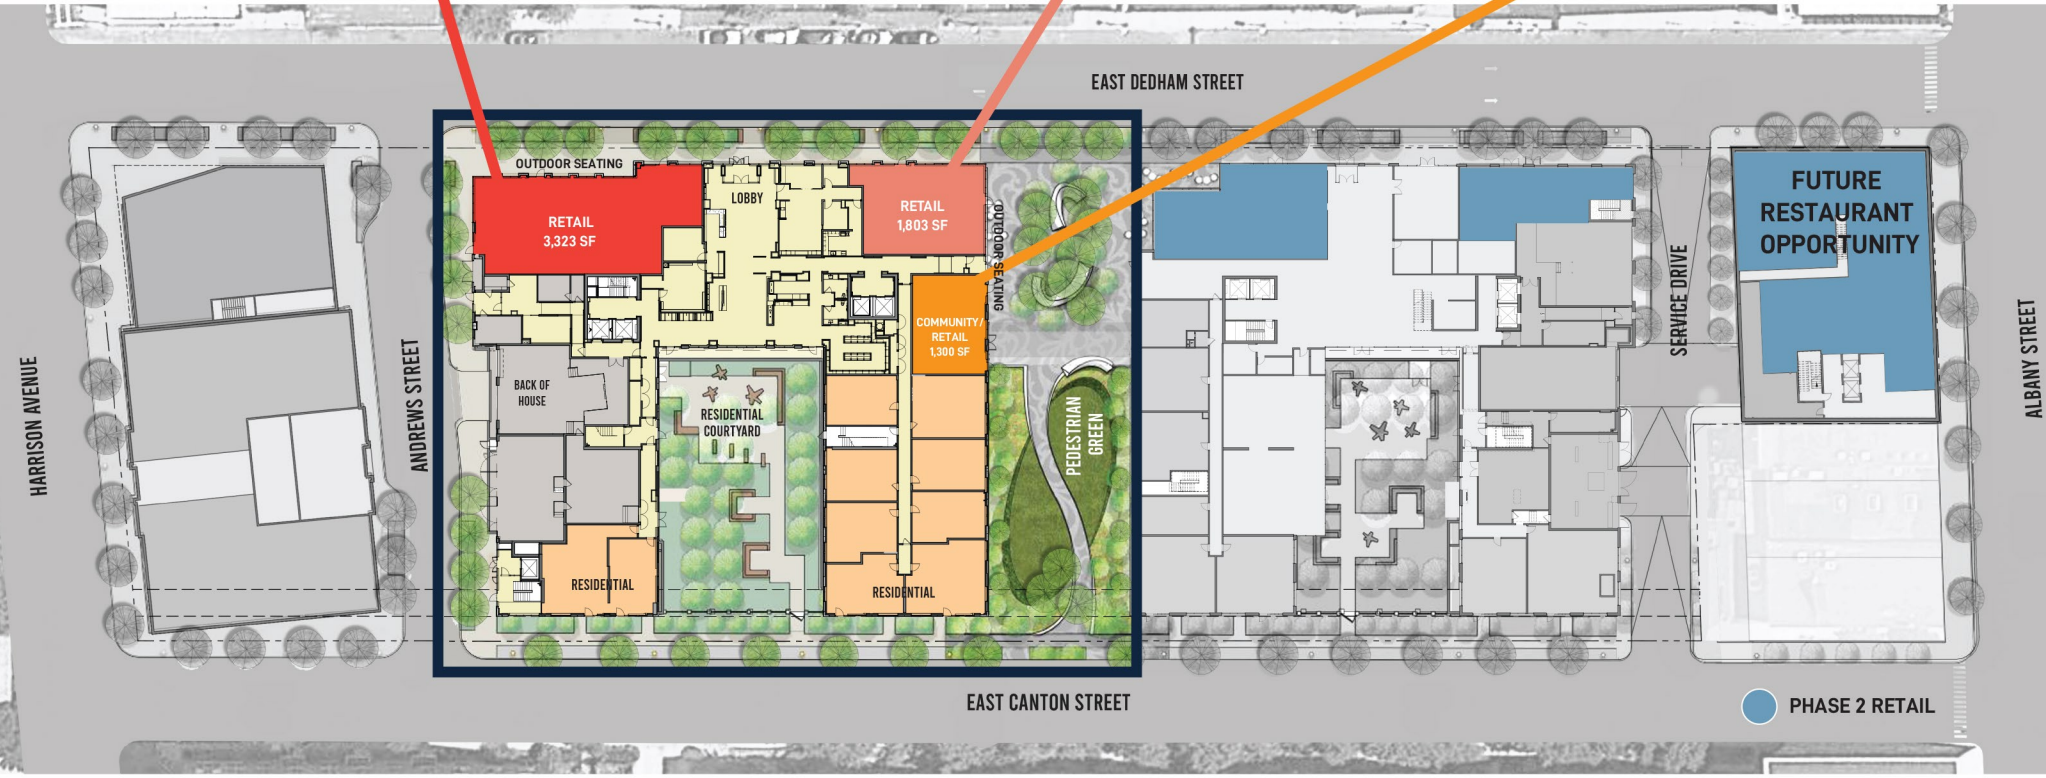 EAST DEDHAM STREET
OUTDOOR SEATING
LOBBY
RETAIL
3,323 SF
RETAIL
1,803 SF
OUTDOOR SEATING
COMMUNITY/
RETAIL
1,300 SF
BACK OF
HOUSE
RESIDENTIAL
COURTYARD
PEDESTRIAN
GREEN
RESIDENTIAL
RESIDENTIAL
HARRISON AVENUE
ANDREWS STREET
SERVICE DRIVE
FUTURE
RESTAURANT
OPPORTUNITY
ALBANY STREET
EAST CANTON STREET
PHASE 2 RETAIL